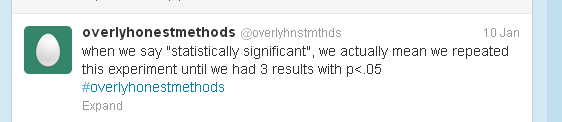 overlyhonestmethods @overlyhnstmthds 10 Jan
when we say "statistically significant", we actually mean we repeated
this experiment until we had 3 results with p<.05
#overlyhonestmethods
Expand